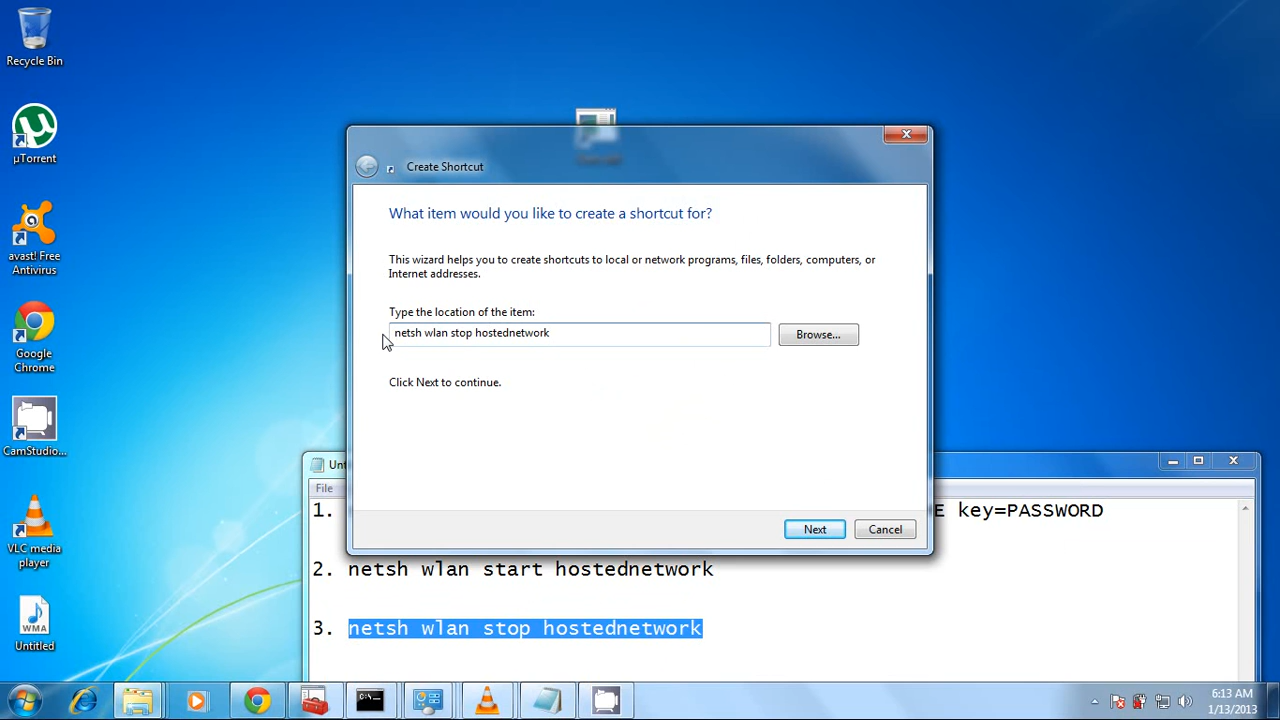 Recycle Bin
µTorrent
avast! Free
Antivirus
Google
Chrome
CamStudio...
VLC media
player
WMA
Untitled
Create Shortcut
What item would you like to create a shortcut for?
This wizard helps you to create shortcuts to local or network programs, files, folders, computers, or
Internet addresses.
Type the location of the item:
netsh wlan stop hostednetwork
Browse...
Click Next to continue.
Next
Cancel
Unt
File
1. E key=PASSWORD
2. netsh wlan start hostednetwork
3. netsh wlan stop hostednetwork
C:\
6:13 AM
1/13/2013